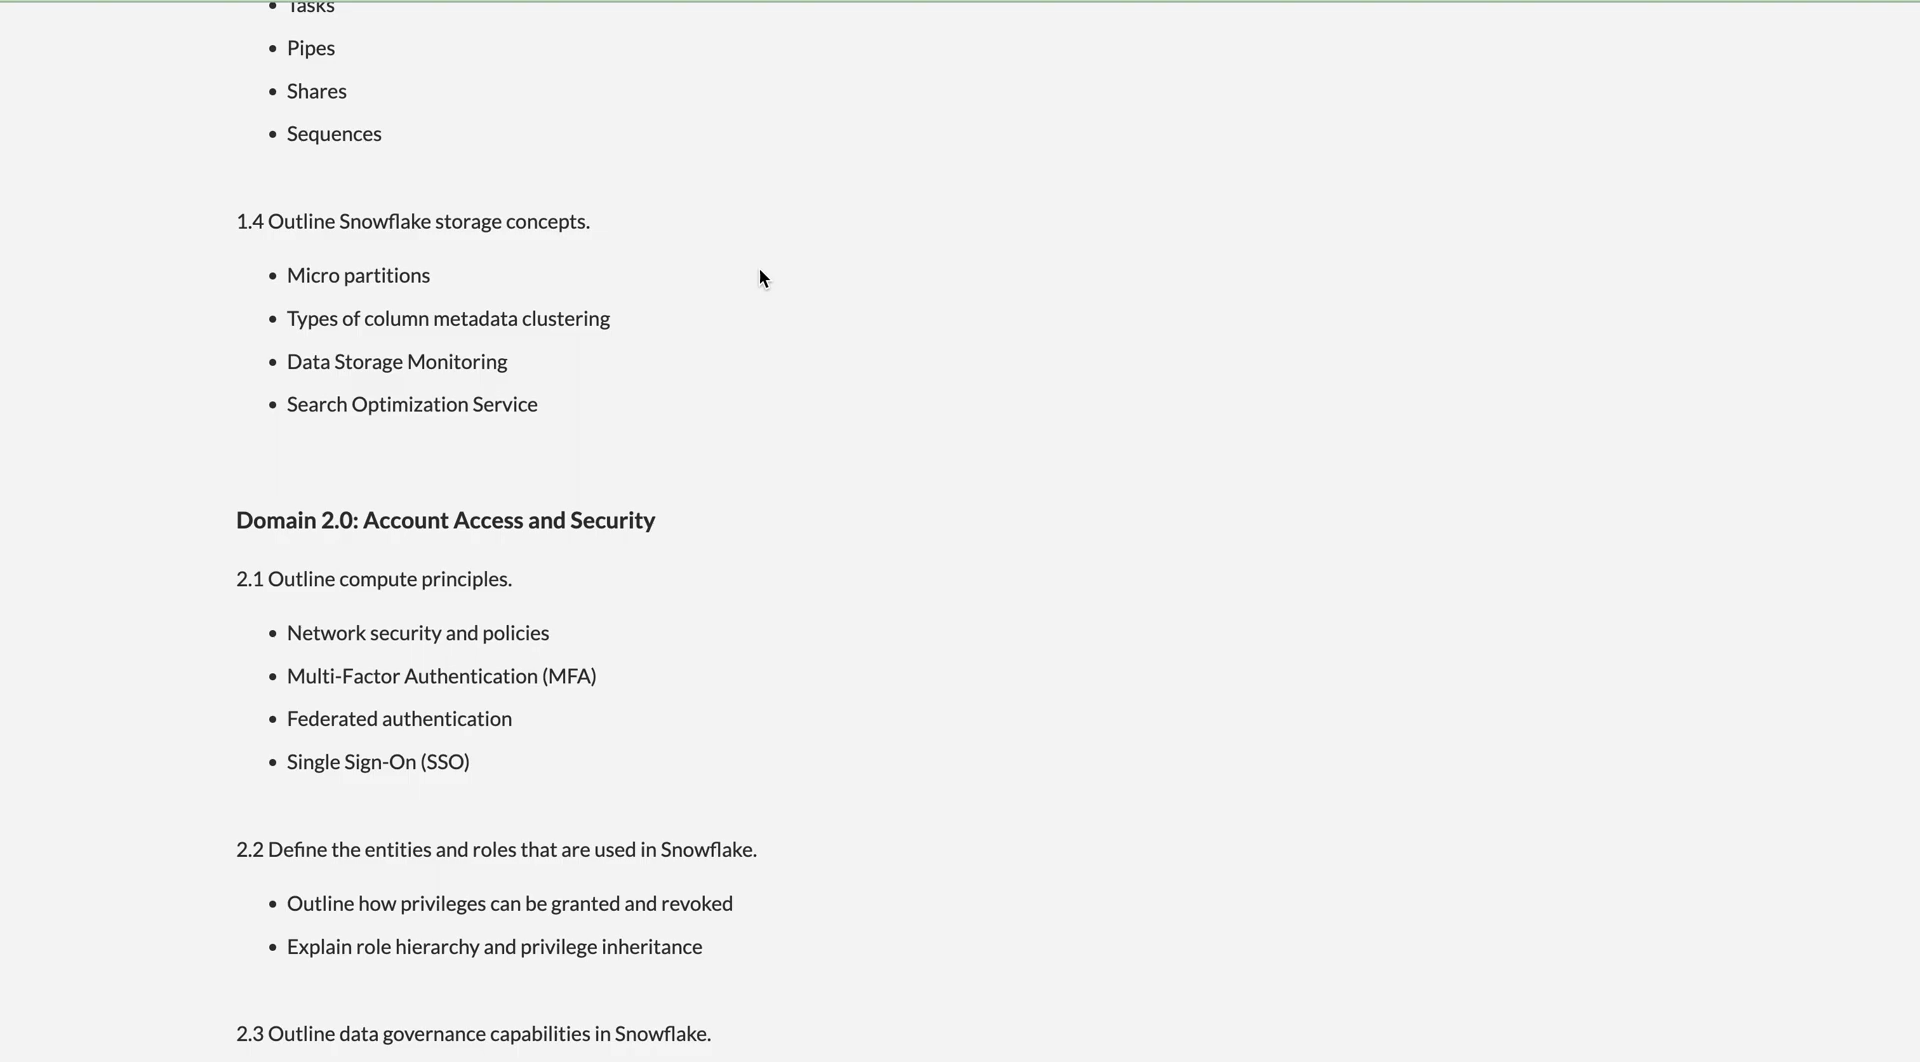 • Tasks
• Pipes
• Shares
• Sequences
1.4 Outline Snowflake storage concepts.
• Micro partitions
• Types of column metadata clustering
• Data Storage Monitoring
• Search Optimization Service
Domain 2.0: Account Access and Security
2.1 Outline compute principles.
• Network security and policies
• Multi-Factor Authentication (MFA)
• Federated authentication
• Single Sign-On (SSO)
2.2 Define the entities and roles that are used in Snowflake.
• Outline how privileges can be granted and revoked
• Explain role hierarchy and privilege inheritance
2.3 Outline data governance capabilities in Snowflake.